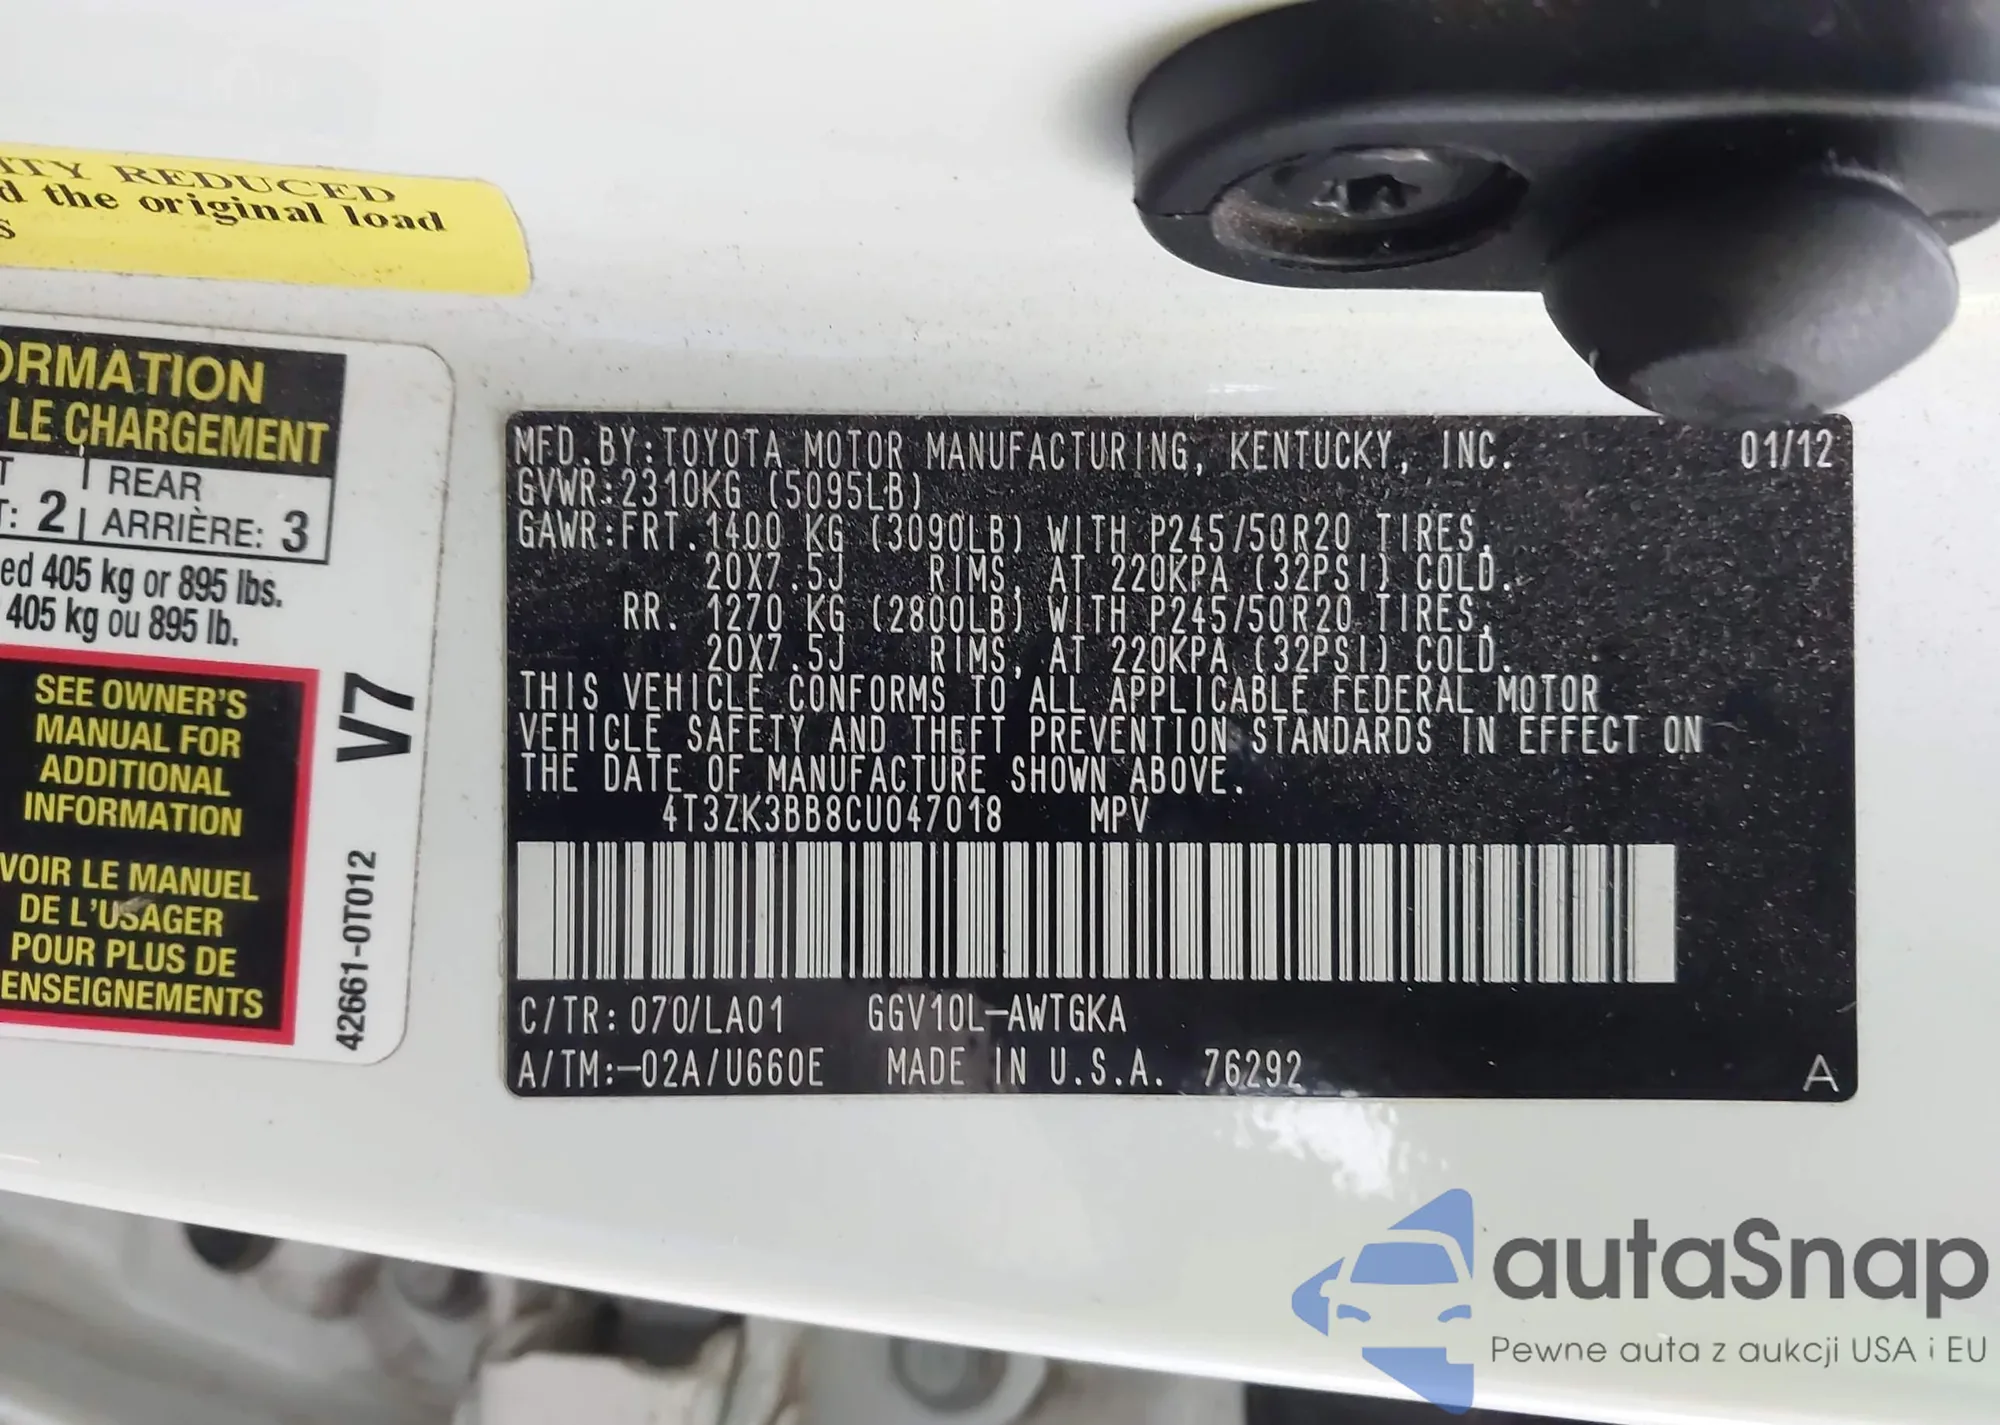 ITY REDUCED
d the original load
s
ORMATION
LE CHARGEMENT
T | REAR
T: 2 | ARRIÈRE: 3
ed 405 kg or 895 lbs.
405 kg ou 895 lb.
SEE OWNER'S
MANUAL FOR
ADDITIONAL
INFORMATION
VOIR LE MANUEL
DE L'USAGER
POUR PLUS DE
ENSEIGNEMENTS
V7
42661-0T012
MFD.BY:TOYOTA MOTOR MANUFACTURING, KENTUCKY, INC. 01/12
GVWR:2310KG (5095LB)
GAWR:FRT.1400 KG (3090LB) WITH P245/50R20 TIRES,
20X7.5J RIMS, AT 220KPA (32PSI) COLD.
RR. 1270 KG (2800LB) WITH P245/50R20 TIRES,
20X7.5J RIMS, AT 220KPA (32PSI) COLD.
THIS VEHICLE CONFORMS TO ALL APPLICABLE FEDERAL MOTOR
VEHICLE SAFETY AND THEFT PREVENTION STANDARDS IN EFFECT ON
THE DATE OF MANUFACTURE SHOWN ABOVE.
4T3ZK3BB8CU047018 MPV
C/TR:070/LA01 GGV10L-AWTGKA
A/TM:-02A/U660E MADE IN U.S.A. 76292 A
autaSnap
Pewne auta z aukcji USA i EU